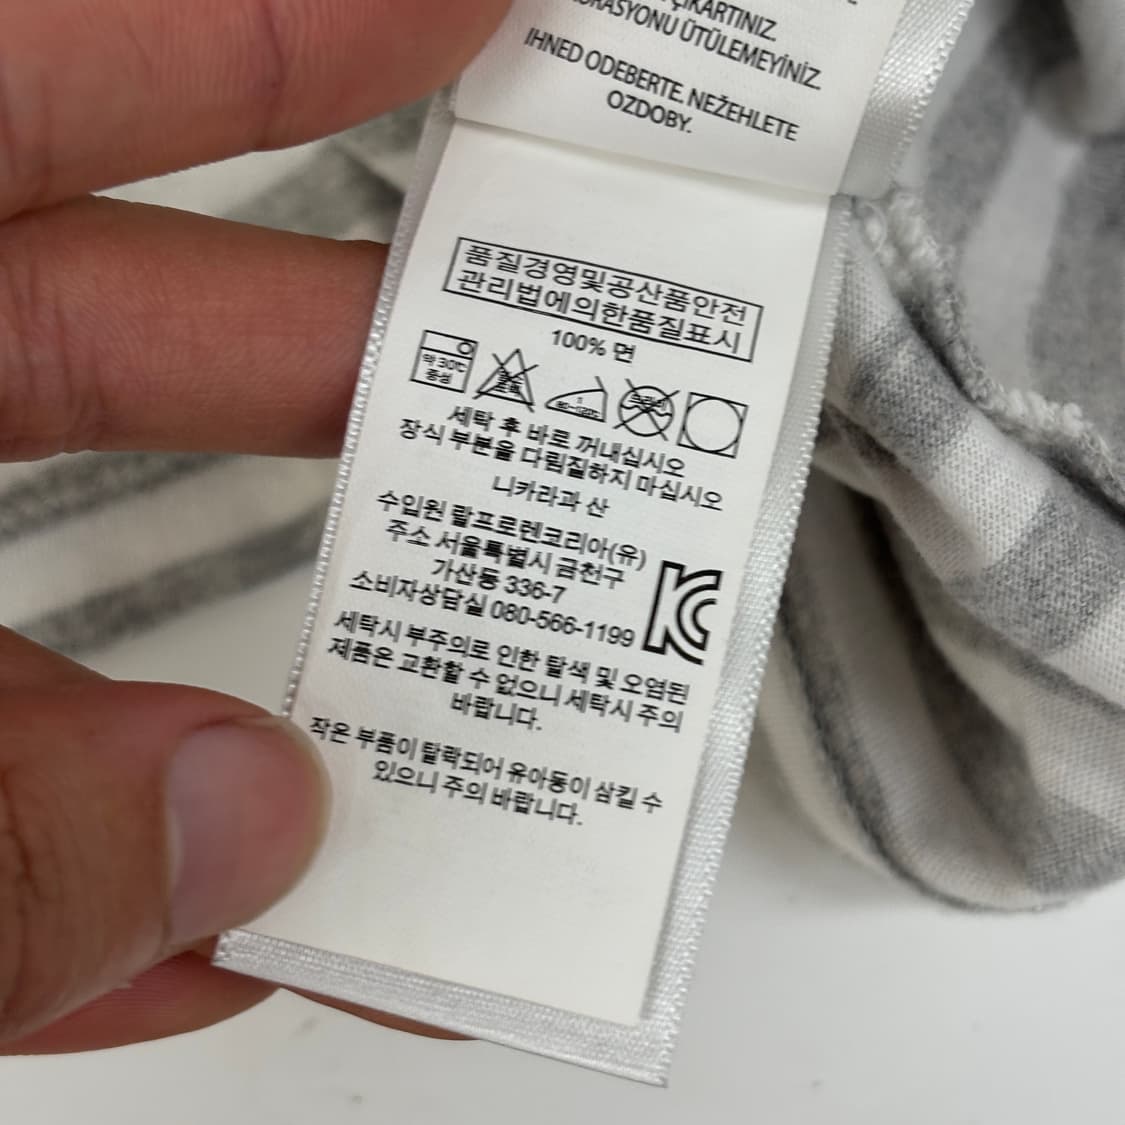 ÇIKARTINIZ.
ÜTÜLEMEYİNİZ.
IHNED ODEBERTE. NEŽEHLETE
OZDOBY.
품질경영및공산품안전
관리법에의한품질표시
100% 면
약 30℃
중성
세탁 후 바로 꺼내십시오
장식 부분을 다림질하지 마십시오
니카라과 산
수입원 랄프로렌코리아(유)
주소 서울특별시 금천구
가산동 336-7
소비자상담실 080-566-1199
KC
세탁시 부주의로 인한 탈색 및 오염된
제품은 교환할 수 없으니 세탁시 주의
바랍니다.
작은 부품이 탈락되어 유아동이 삼킬 수
있으니 주의 바랍니다.